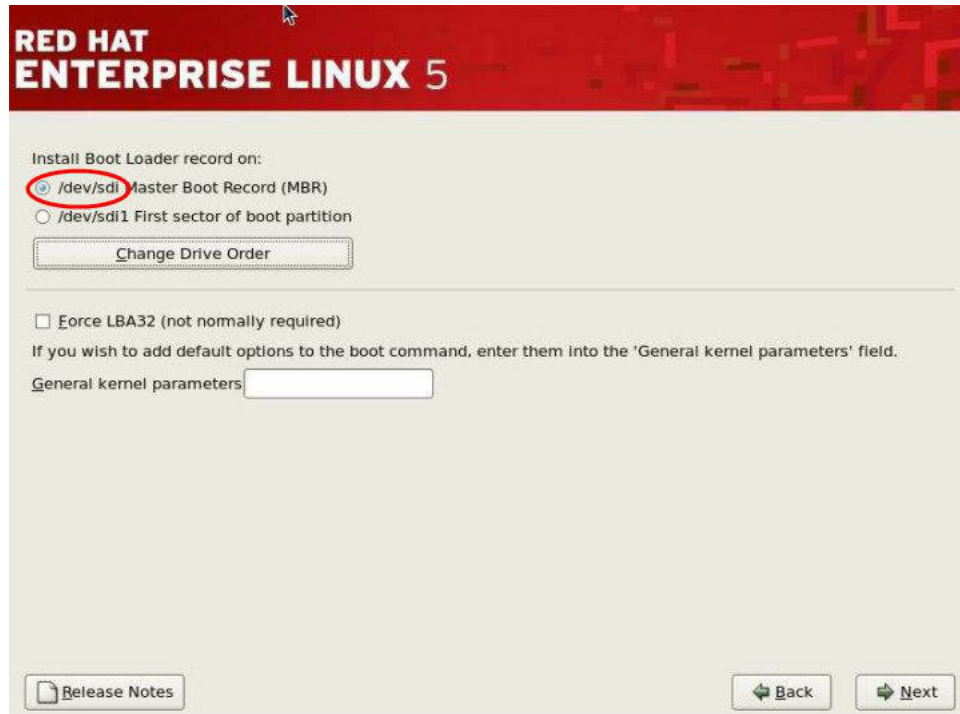 RED HAT
ENTERPRISE LINUX 5
Install Boot Loader record on:
/dev/sdi Master Boot Record (MBR)
/dev/sdi1 First sector of boot partition
Change Drive Order
Force LBA32 (not normally required)
If you wish to add default options to the boot command, enter them into the 'General kernel parameters' field.
General kernel parameters
Release Notes
Back
Next